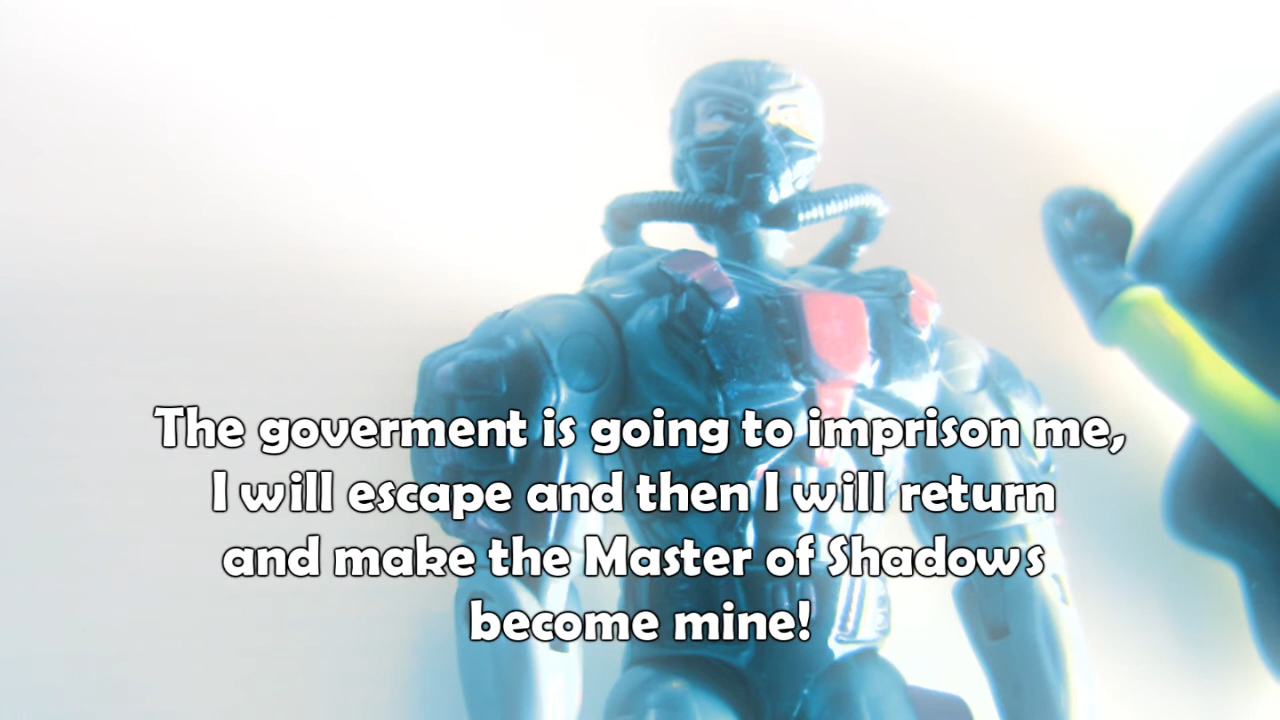 The goverment is going to imprison me,
I will escape and then I will return
and make the Master of Shadows
become mine!